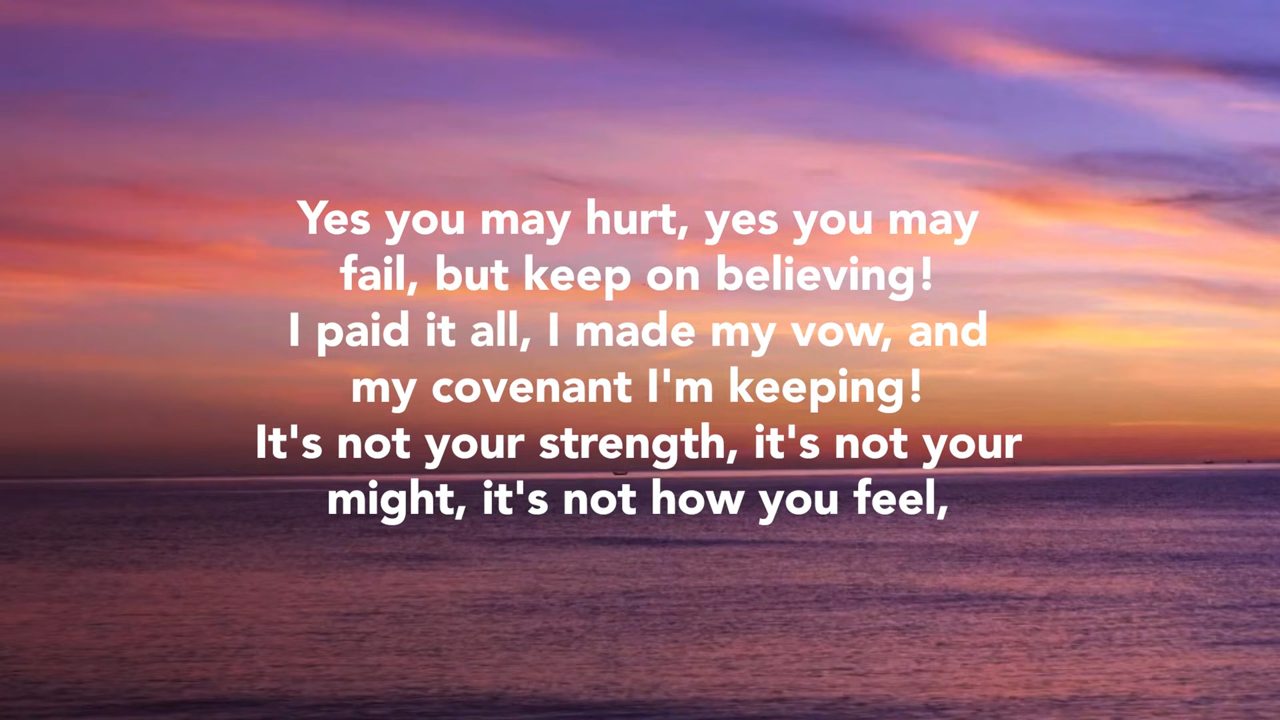 Yes you may hurt, yes you may
fail, but keep on believing!
I paid it all, I made my vow, and
my covenant I'm keeping!
It's not your strength, it's not your
might, it's not how you feel,